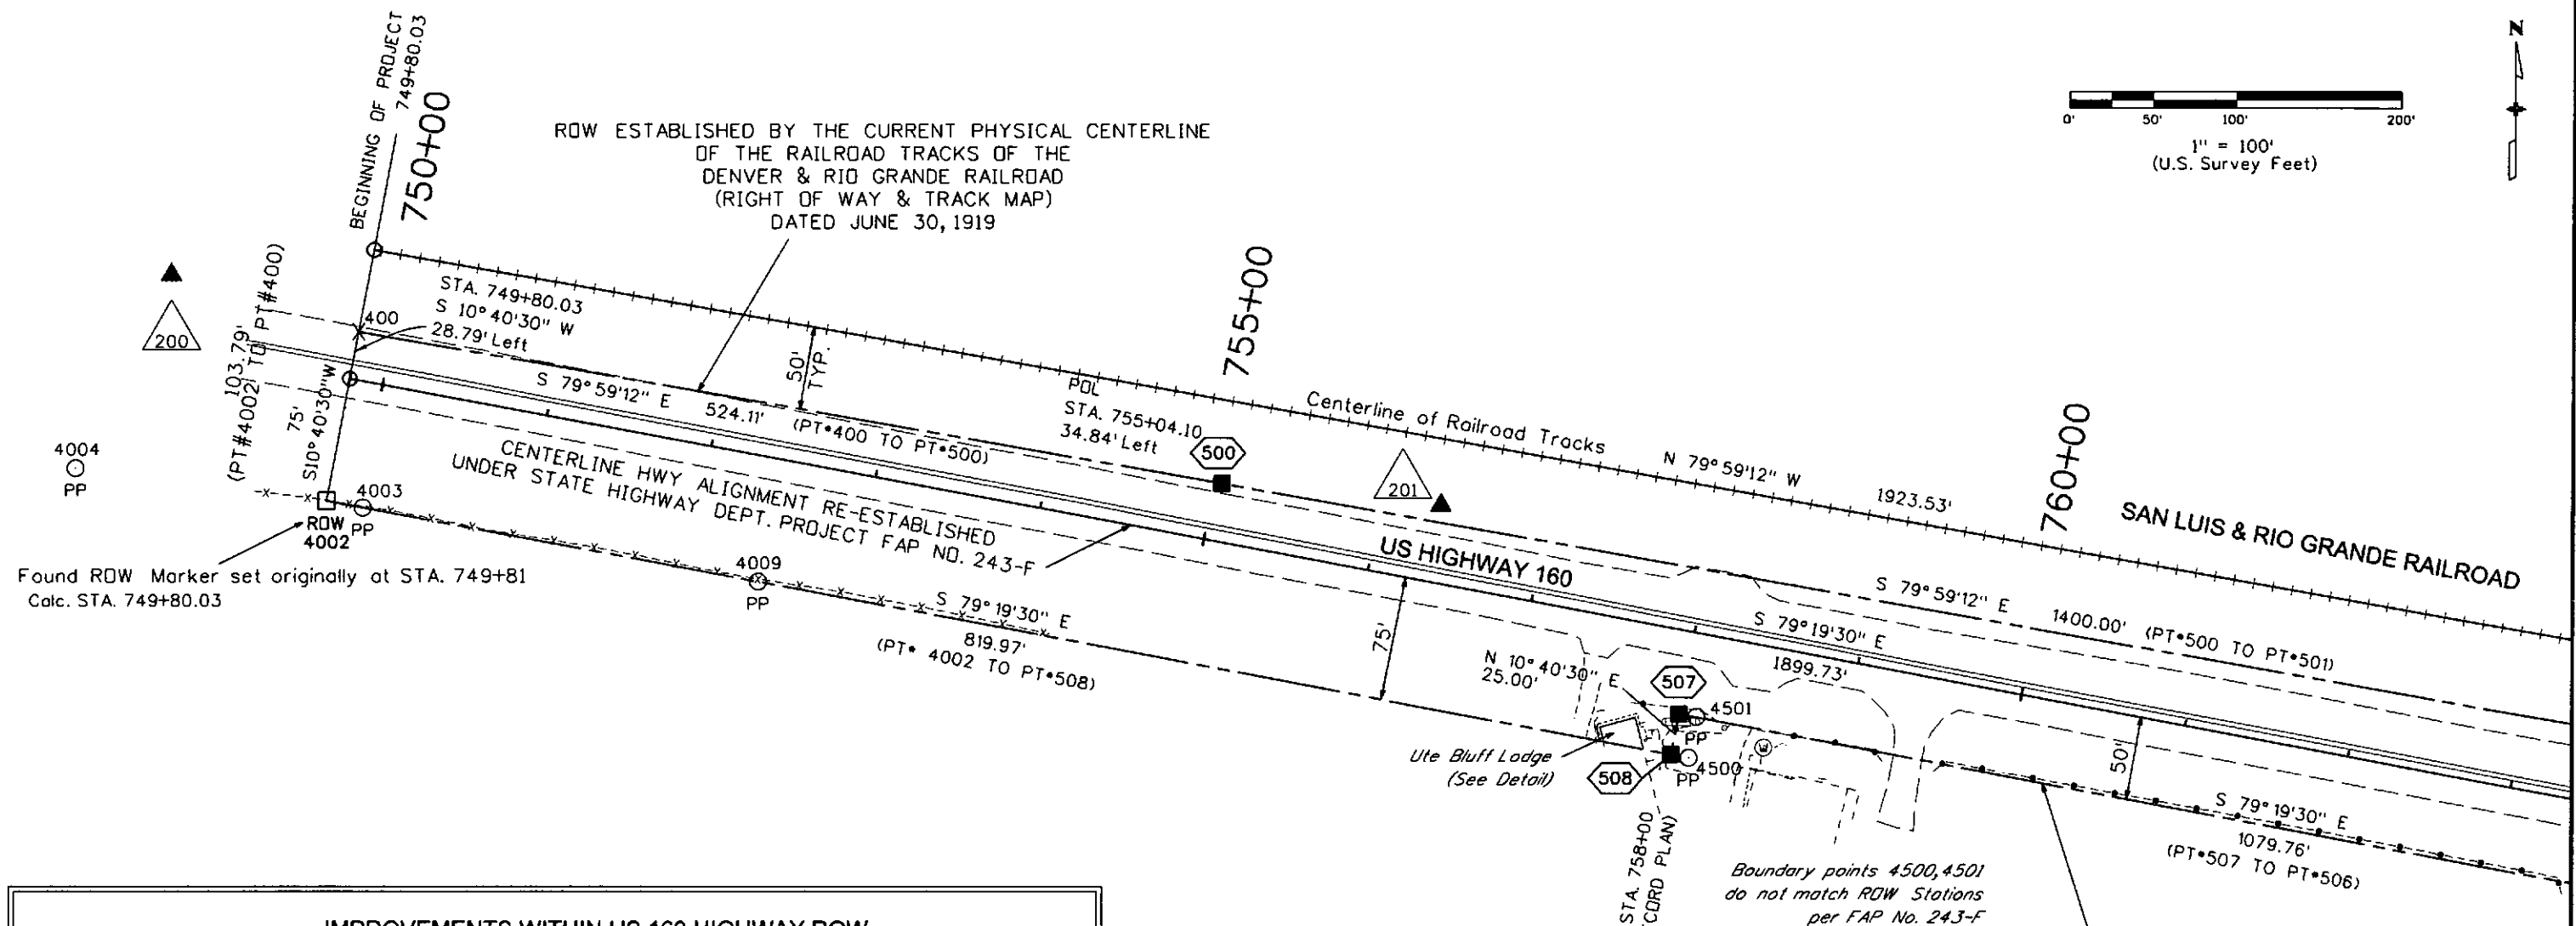 BEGINNING OF PROJECT
749+80.03
750+00
ROW ESTABLISHED BY THE CURRENT PHYSICAL CENTERLINE
OF THE RAILROAD TRACKS OF THE
DENVER & RIO GRANDE RAILROAD
(RIGHT OF WAY & TRACK MAP)
DATED JUNE 30, 1919
0'
50'
100'
200'
1" = 100'
(U.S. Survey Feet)
N
200
103.79'
(PT#4002 TO PT#400)
75'
S10°40'30"W
400
STA. 749+80.03
S 10°40'30" W
28.79' Left
50'
TYP.
S 79°59'12" E
524.11'
(PT•400 TO PT•500)
POL
STA. 755+04.10
34.84' Left
500
755+00
Centerline of Railroad Tracks
N 79°59'12" W
1923.53'
201
760+00
SAN LUIS & RIO GRANDE RAILROAD
4004
PP
4003
PP
ROW
4002
CENTERLINE HWY ALIGNMENT RE-ESTABLISHED
UNDER STATE HIGHWAY DEPT. PROJECT FAP NO. 243-F
US HIGHWAY 160
Found ROW Marker set originally at STA. 749+81
Calc. STA. 749+80.03
4009
PP
S 79°19'30" E
819.97'
(PT• 4002 TO PT•508)
75'
S 79°59'12" E
1400.00'
(PT•500 TO PT•501)
S 79°19'30" E
1899.73'
N 10°40'30" E
25.00'
507
4501
PP
Ute Bluff Lodge
(See Detail)
508
4500
PP
50'
S 79°19'30" E
1079.76'
(PT•507 TO PT•506)
STA. 758+00
CORD PLAN)
Boundary points 4500,4501
do not match ROW Stations
per FAP No. 243-F
IMPROVEMENTS WITHIN US 160 HIGHWAY ROW